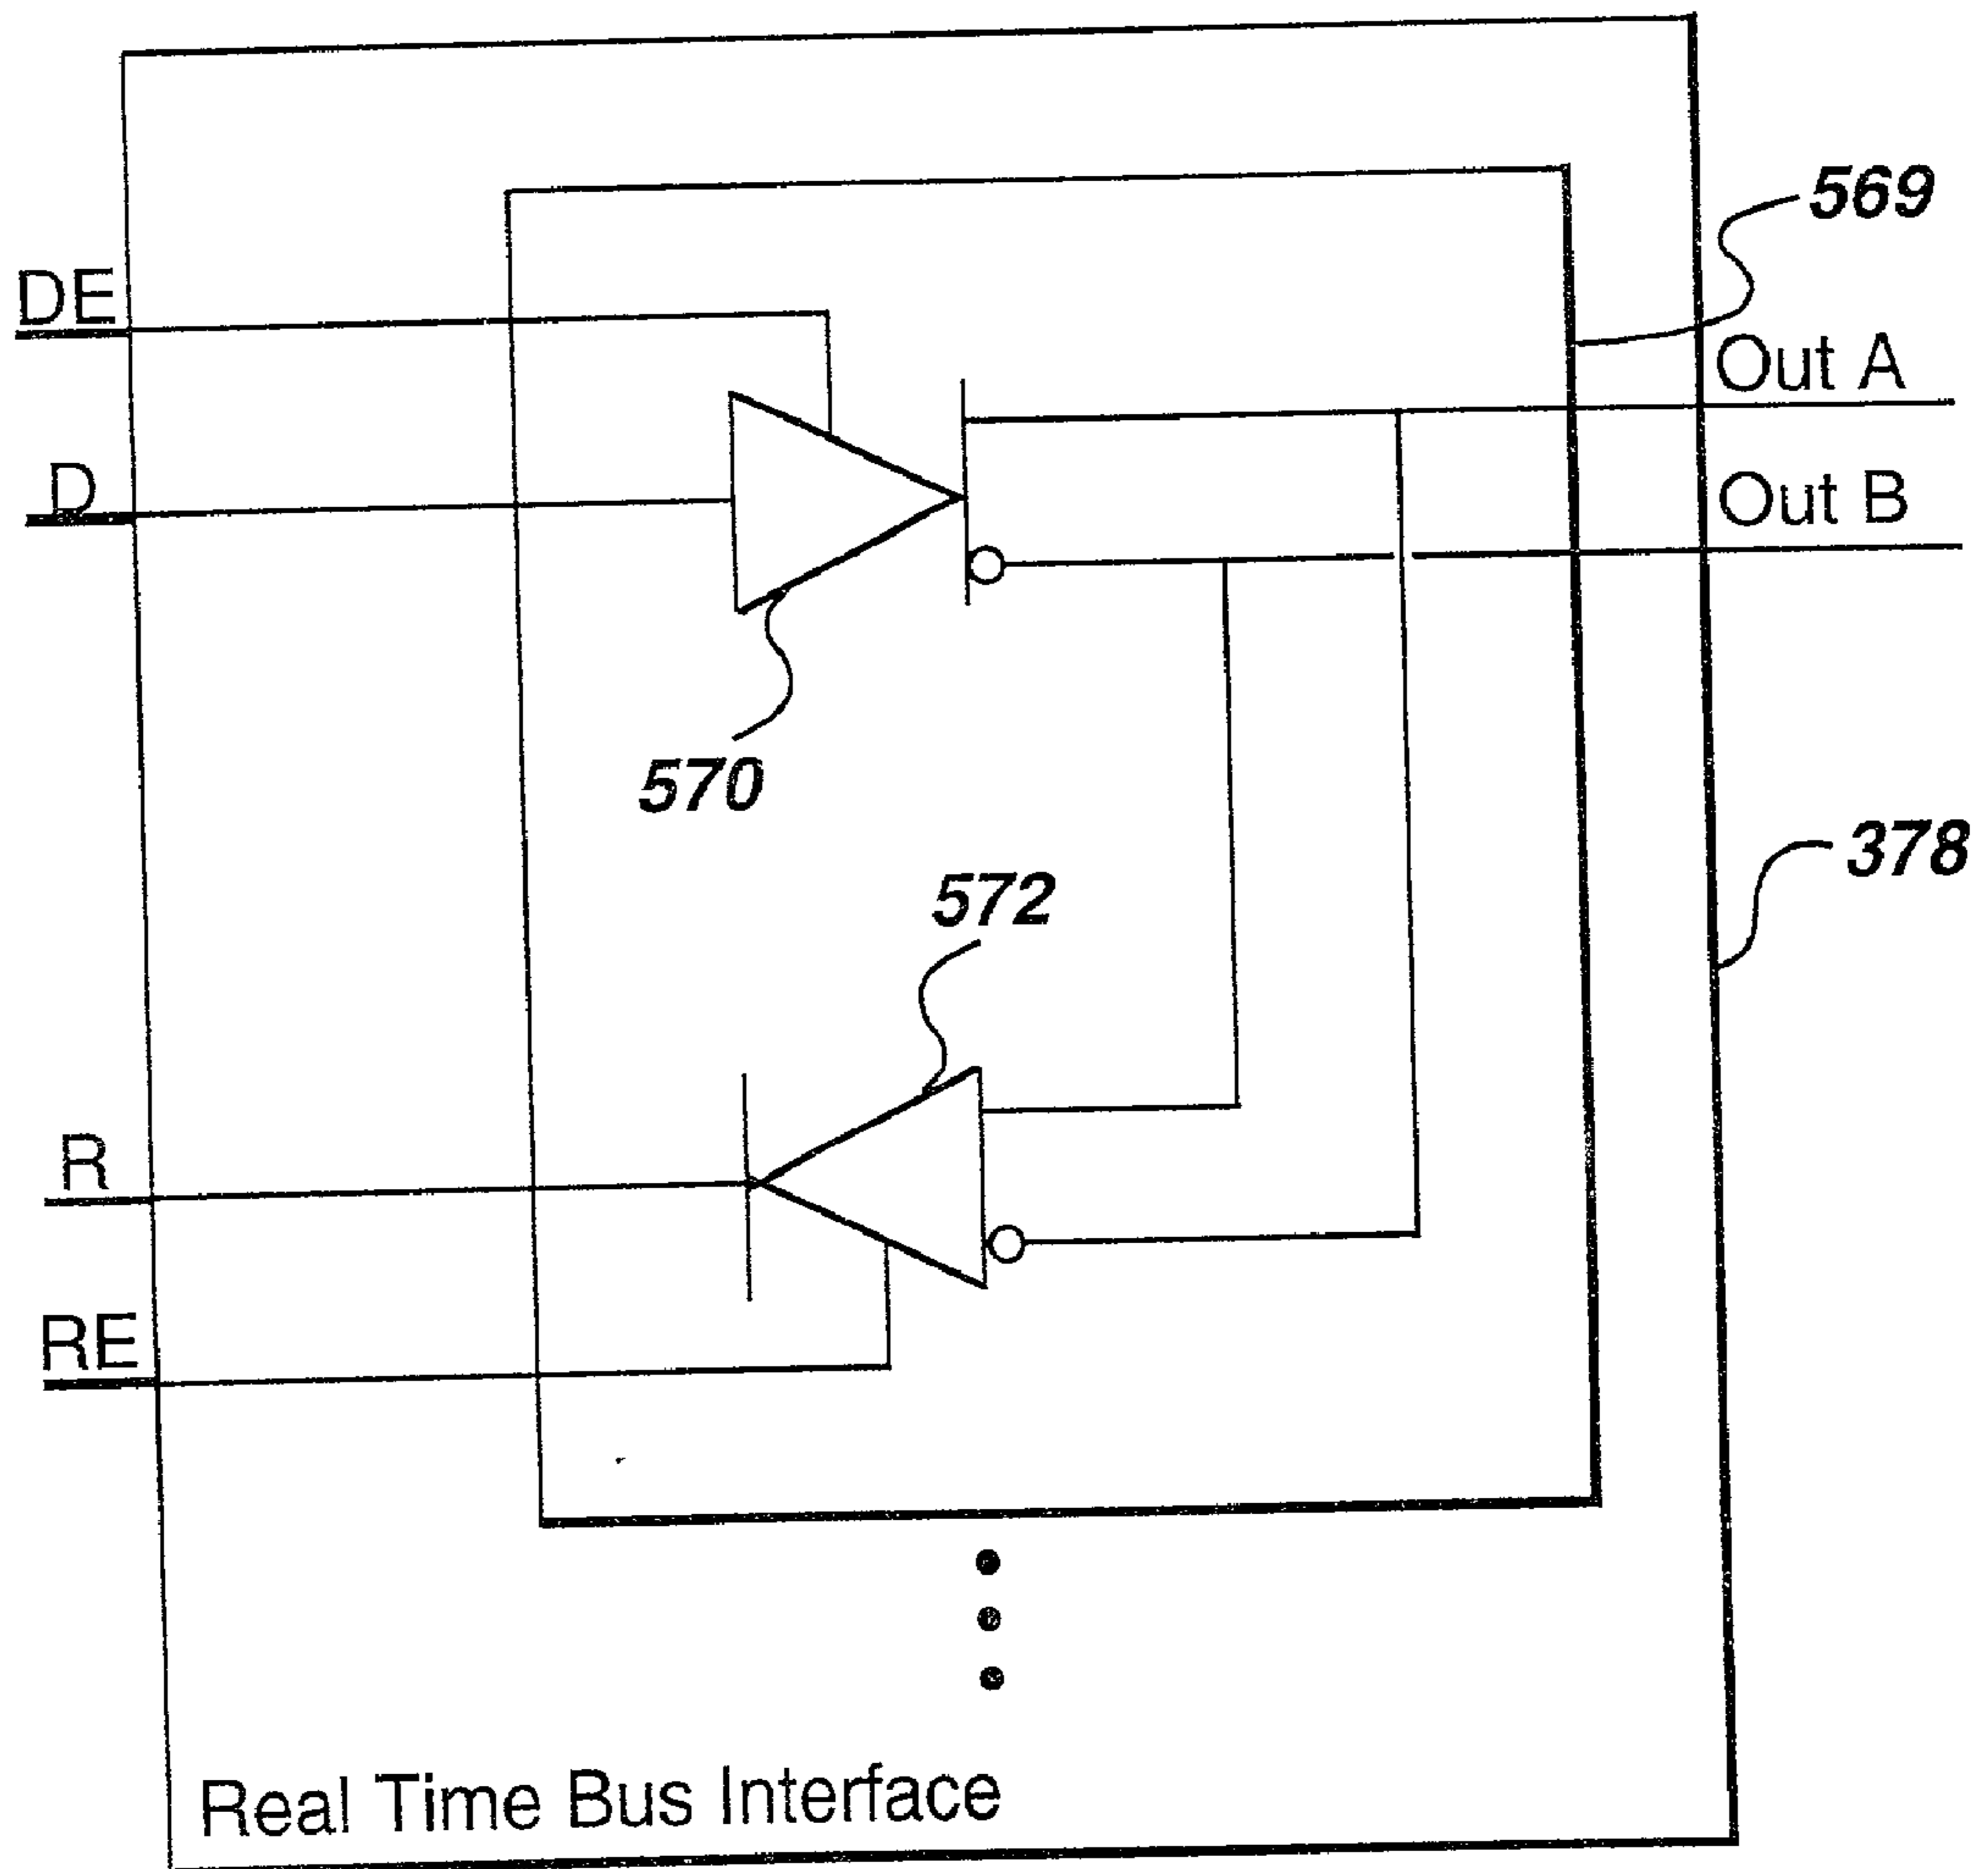 569
DE
Out A
D
Out B
570
378
572
R
RE
Real Time Bus Interface